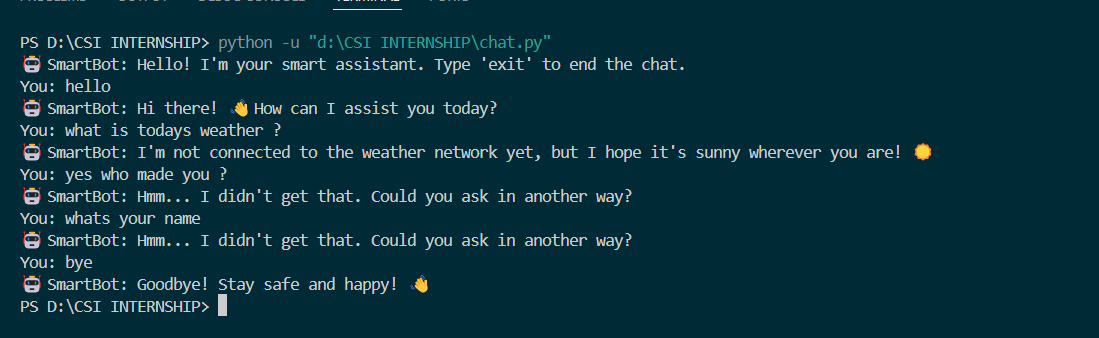 PROBLEMS OUTPUT DEBUG CONSOLE TERMINAL PORTS
PS D:\CSI INTERNSHIP> python -u "d:\CSI INTERNSHIP\chat.py"
🤖 SmartBot: Hello! I'm your smart assistant. Type 'exit' to end the chat.
You: hello
🤖 SmartBot: Hi there! 👋 How can I assist you today?
You: what is todays weather ?
🤖 SmartBot: I'm not connected to the weather network yet, but I hope it's sunny wherever you are! ☀️
You: yes who made you ?
🤖 SmartBot: Hmm... I didn't get that. Could you ask in another way?
You: whats your name
🤖 SmartBot: Hmm... I didn't get that. Could you ask in another way?
You: bye
🤖 SmartBot: Goodbye! Stay safe and happy! 👋
PS D:\CSI INTERNSHIP>